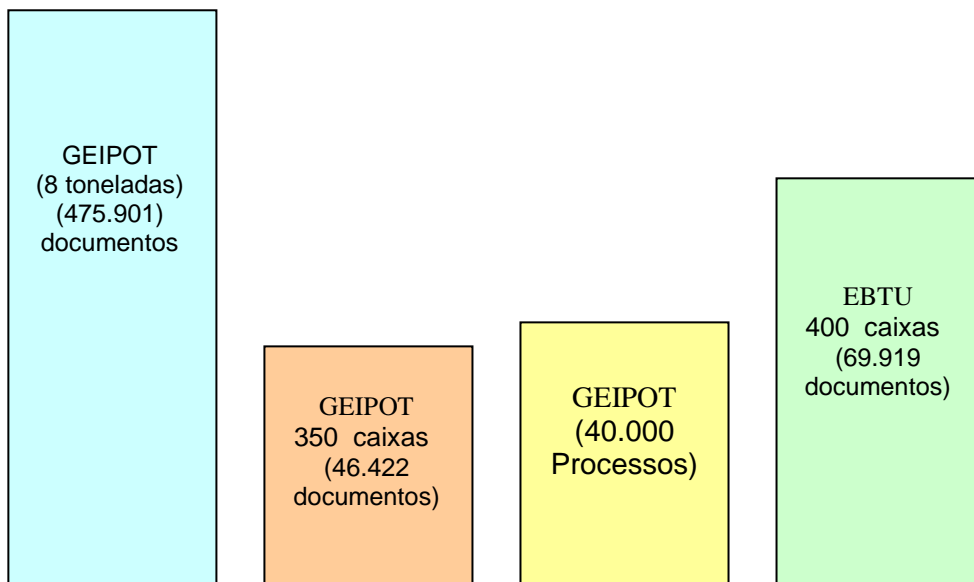 GEIPOT
(8 toneladas)
(475.901)
documentos
GEIPOT
350 caixas
(46.422
documentos)
GEIPOT
(40.000
Processos)
EBTU
400 caixas
(69.919
documentos)